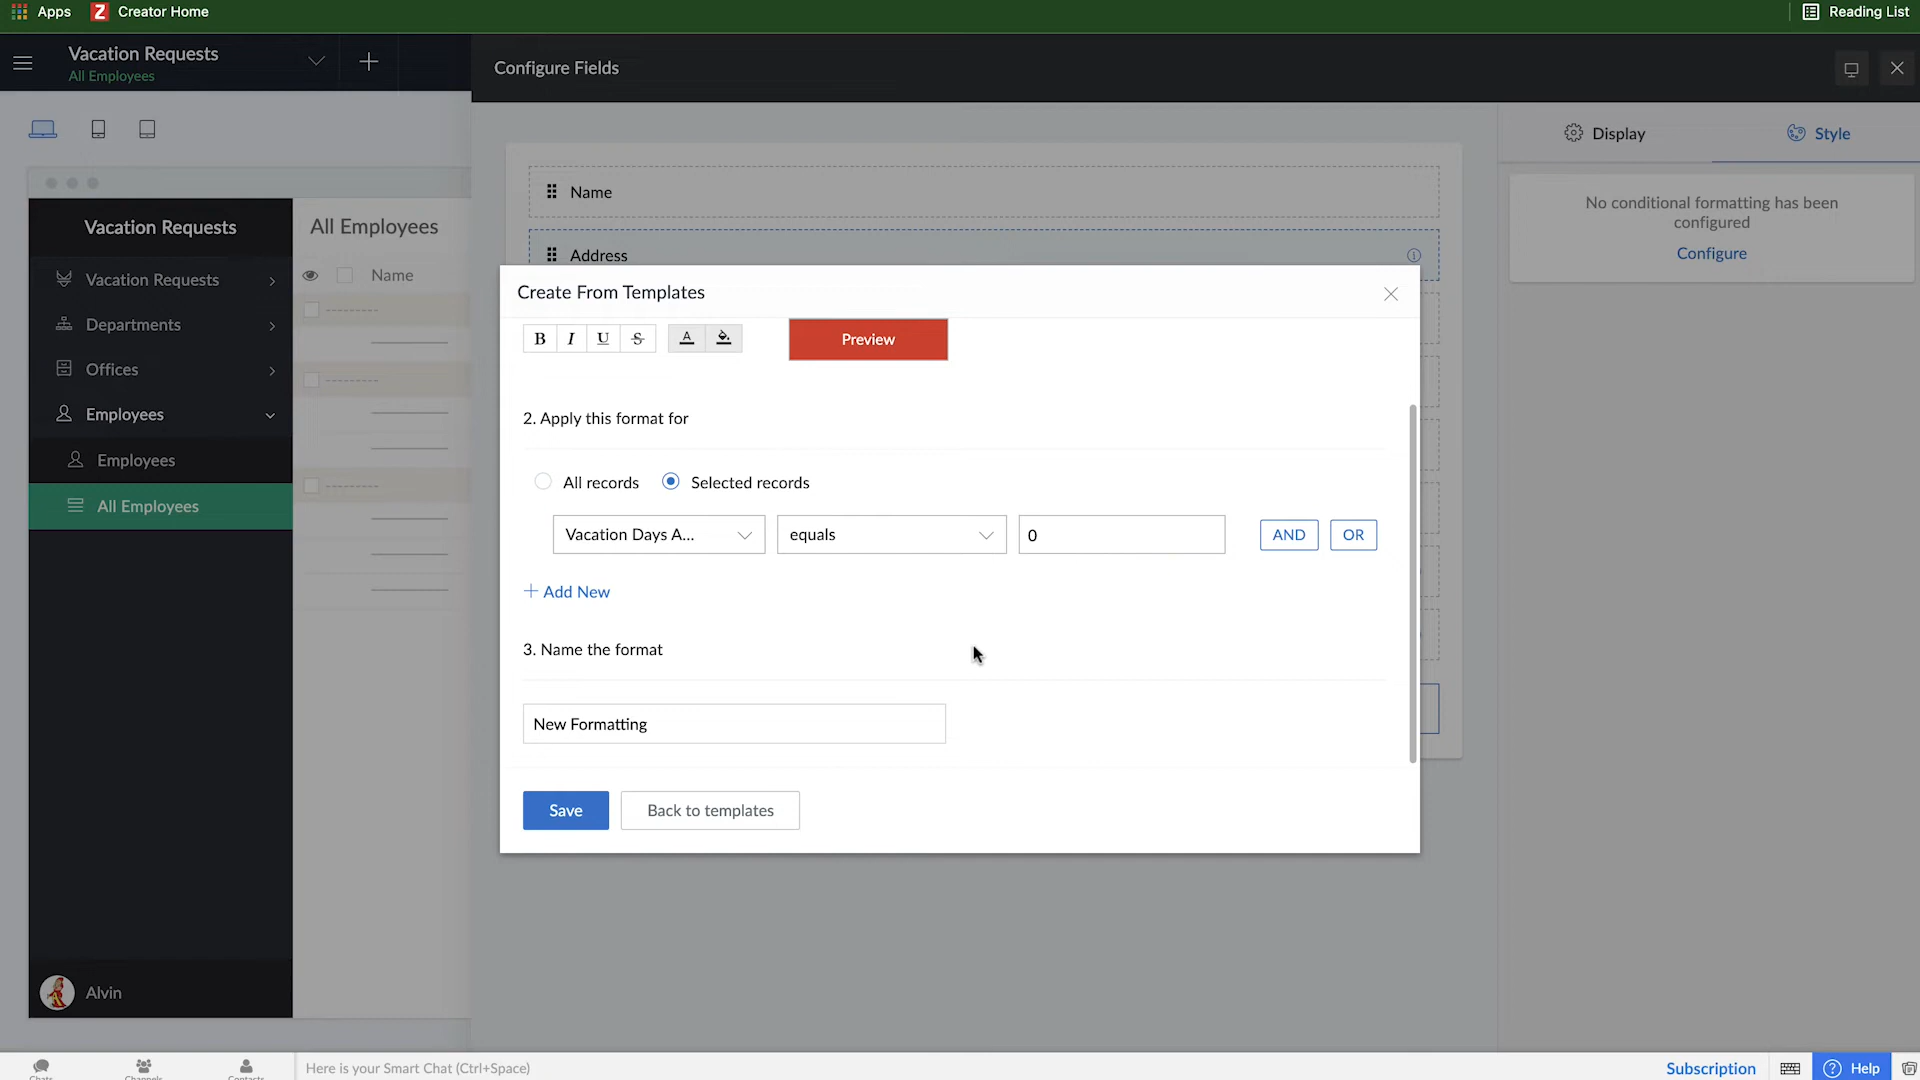 Apps
Creator Home
Reading List
Vacation Requests
All Employees
Configure Fields
Display
Style
Name
No conditional formatting has been
configured
Configure
Vacation Requests
All Employees
Address
Vacation Requests
Name
Departments
Offices
Employees
Employees
All Employees
Alvin
Create From Templates
B I U S A
Preview
2. Apply this format for
All records
Selected records
Vacation Days A...
equals
0
AND
OR
Add New
3. Name the format
New Formatting
Save
Back to templates
Chats
Channels
Contacts
Here is your Smart Chat (Ctrl+Space)
Subscription
Help